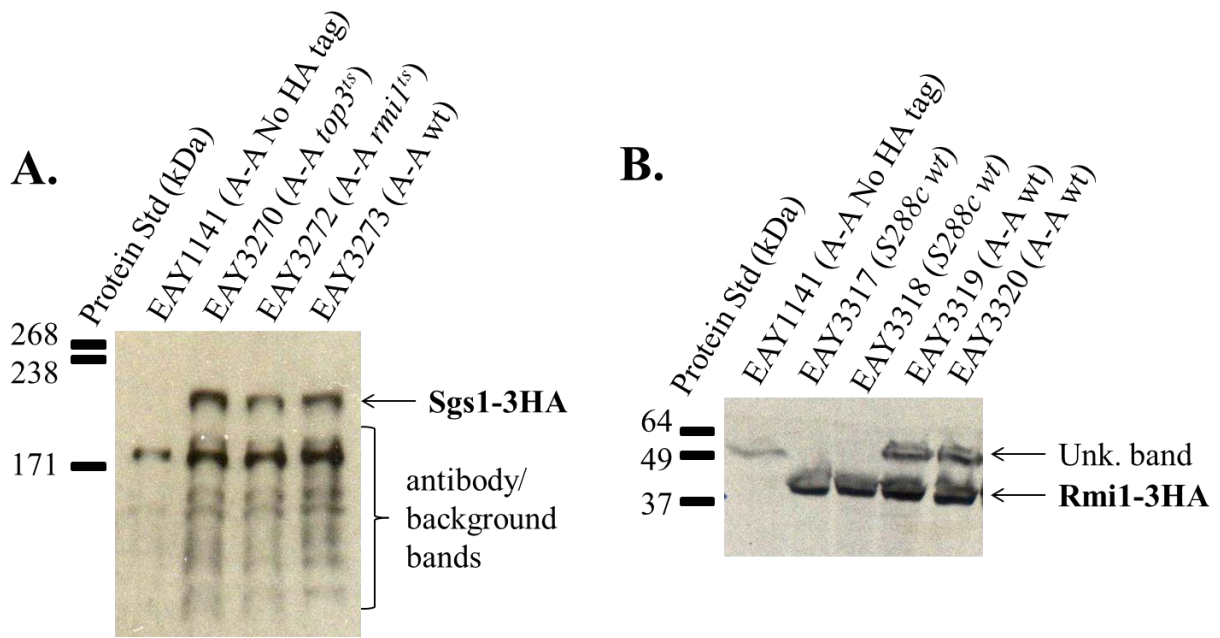 A.
Protein Std (kDa)
EAY1141 (A-A No HA tag)
EAY3270 (A-A top3ts)
EAY3272 (A-A rmi1ts)
EAY3273 (A-A wt)
268
238
171
Sgs1-3HA
antibody/
background
bands
B.
Protein Std (kDa)
EAY1141 (A-A No HA tag)
EAY3317 (S288c wt)
EAY3318 (S288c wt)
EAY3319 (A-A wt)
EAY3320 (A-A wt)
64
49
37
Unk. band
Rmi1-3HA